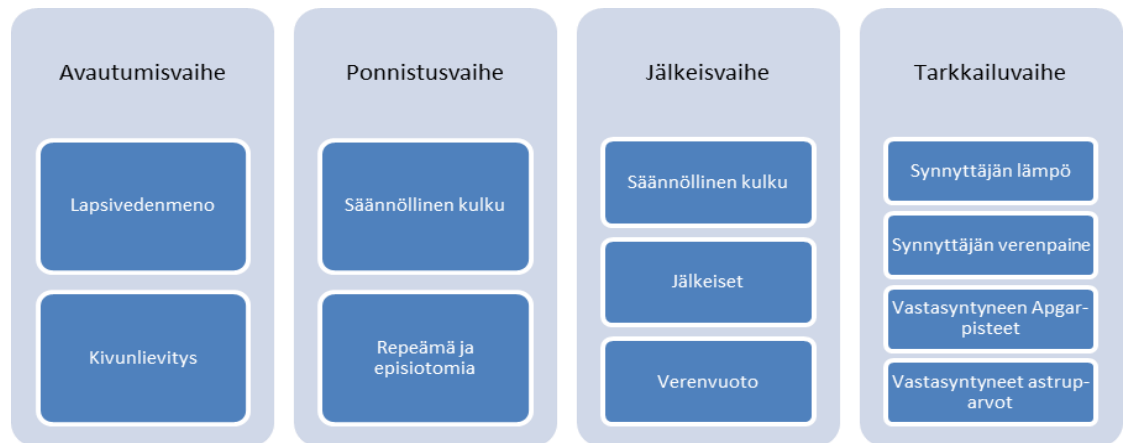 Avautumisvaihe
Lapsivedenmeno
Kivunlievitys
Ponnistusvaihe
Säännöllinen kulku
Repeämä ja
episiotomia
Jälkeisvaihe
Säännöllinen kulku
Jälkeiset
Verenvuoto
Tarkkailuvaihe
Synnyttäjän lämpö
Synnyttäjän verenpaine
Vastasyntyneen Apgar-
pisteet
Vastasyntyneet astrup-
arvot